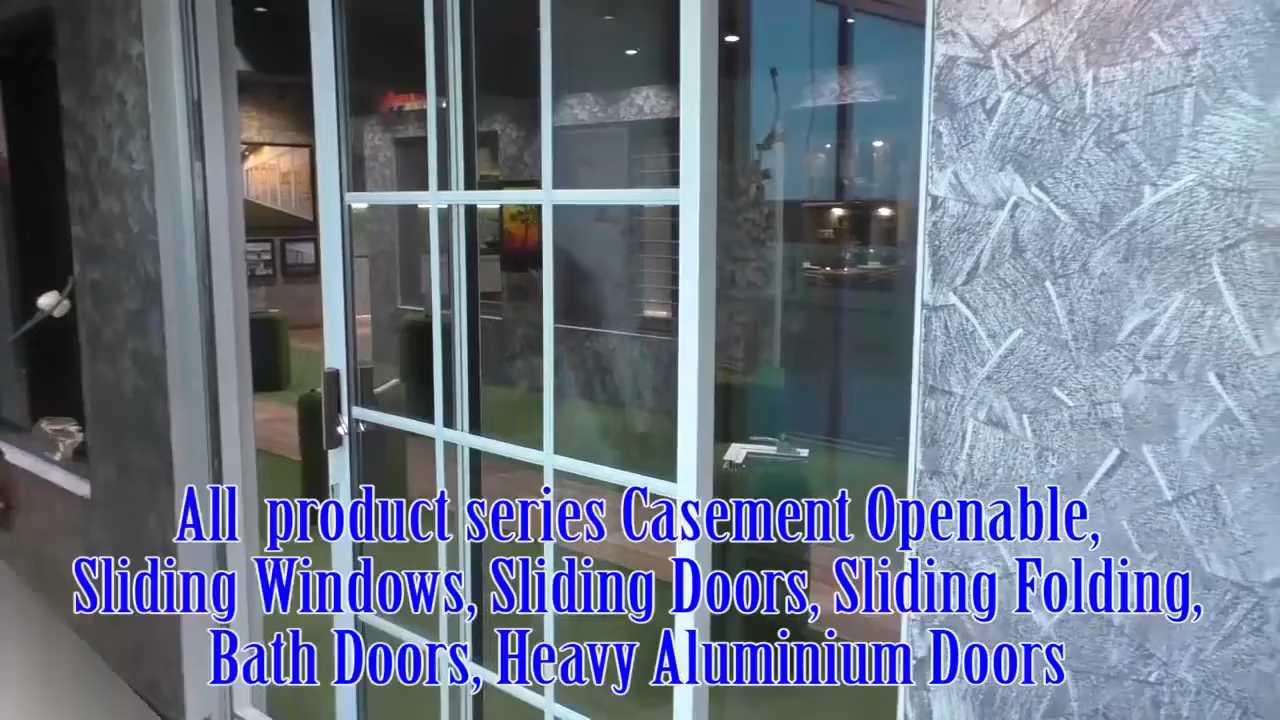 All product series Casement Openable,
Sliding Windows, Sliding Doors, Sliding Folding,
Bath Doors, Heavy Aluminium Doors